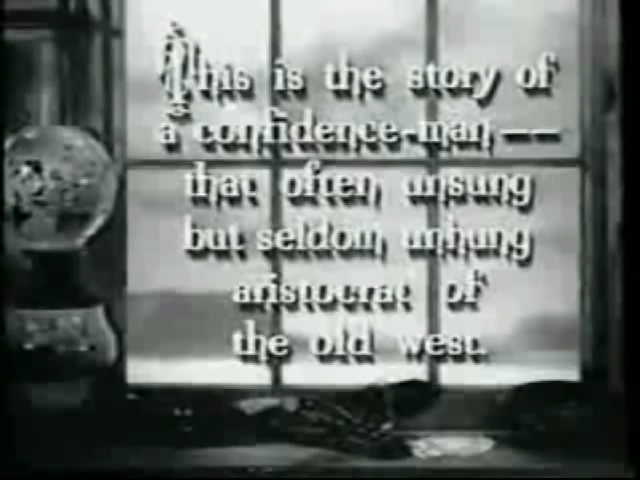 This is the story of
a confidence-man——
that often unsung
but seldom unhung
aristocrat of
the old west.